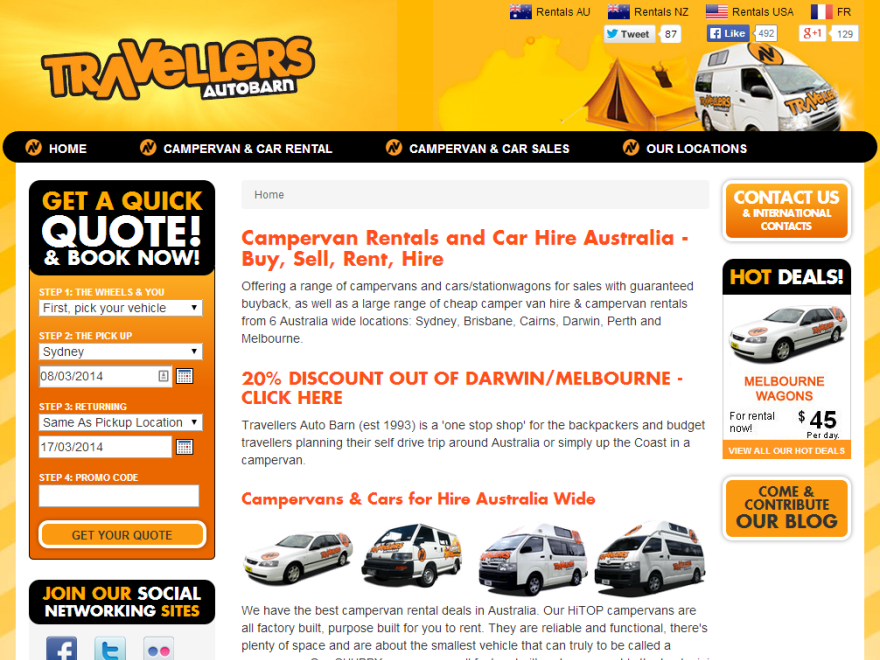 Rentals AU
Rentals NZ
Rentals USA
FR
Tweet 87
Like 492
g +1 129
TRAVELLERS
AUTOBARN
TRAVELLERS
HOME
CAMPERVAN & CAR RENTAL
CAMPERVAN & CAR SALES
OUR LOCATIONS
GET A QUICK
QUOTE!
& BOOK NOW!
STEP 1: THE WHEELS & YOU
First, pick your vehicle
STEP 2: THE PICK UP
Sydney
08/03/2014
STEP 3: RETURNING
Same As Pickup Location
17/03/2014
STEP 4: PROMO CODE
GET YOUR QUOTE
JOIN OUR SOCIAL
NETWORKING SITES
Home
Campervan Rentals and Car Hire Australia -
Buy, Sell, Rent, Hire
Offering a range of campervans and cars/stationwagons for sales with guaranteed
buyback, as well as a large range of cheap camper van hire & campervan rentals
from 6 Australia wide locations: Sydney, Brisbane, Cairns, Darwin, Perth and
Melbourne.
20% DISCOUNT OUT OF DARWIN/MELBOURNE -
CLICK HERE
Travellers Auto Barn (est 1993) is a 'one stop shop' for the backpackers and budget
travellers planning their self drive trip around Australia or simply up the Coast in a
campervan.
Campervans & Cars for Hire Australia Wide
We have the best campervan rental deals in Australia. Our HiTOP campervans are
all factory built, purpose built for you to rent. They are reliable and functional, there's
plenty of space and are about the smallest vehicle that can truly to be called a
CONTACT US
& INTERNATIONAL
CONTACTS
HOT DEALS!
MELBOURNE
WAGONS
For rental
now!
$ 45
Per day.
VIEW ALL OUR HOT DEALS
COME &
CONTRIBUTE
OUR BLOG